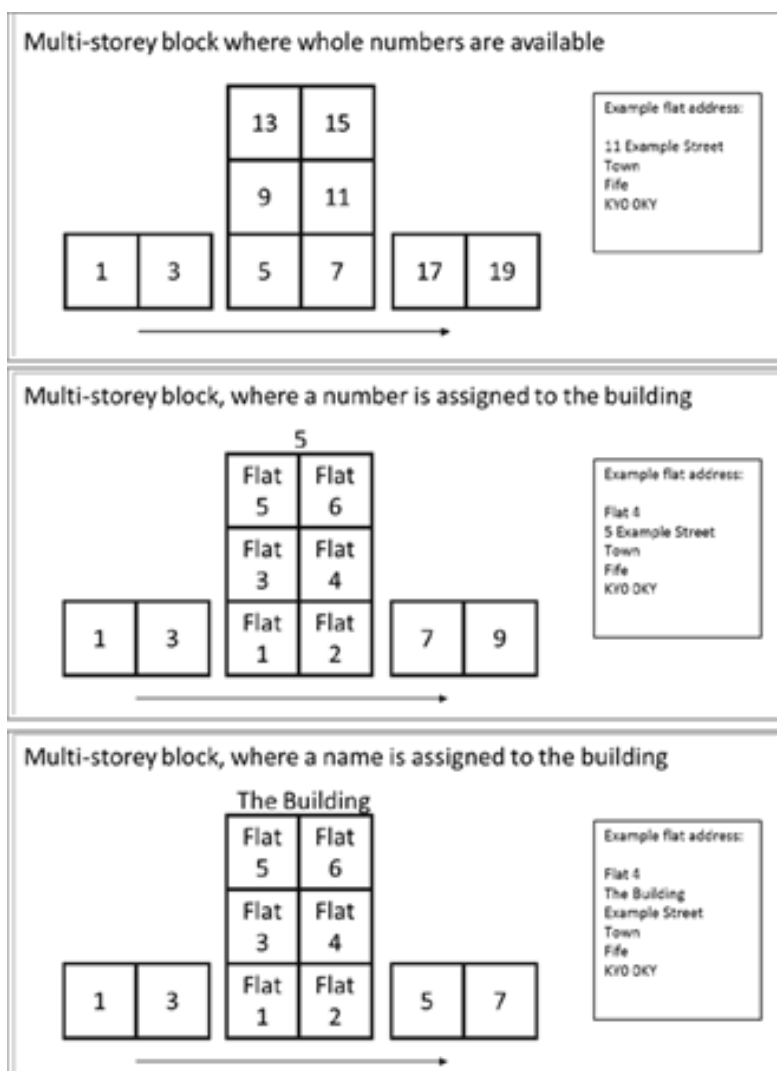 Multi-storey block where whole numbers are available
13 15
9 11
1 3 5 7 17 19
Example flat address:
11 Example Street
Town
Fife
KY0 0KY
Multi-storey block, where a number is assigned to the building
5
Flat 5 Flat 6
Flat 3 Flat 4
1 3 Flat 1 Flat 2 7 9
Example flat address:
Flat 4
5 Example Street
Town
Fife
KY0 0KY
Multi-storey block, where a name is assigned to the building
The Building
Flat 5 Flat 6
Flat 3 Flat 4
1 3 Flat 1 Flat 2 5 7
Example flat address:
Flat 4
The Building
Example Street
Town
Fife
KY0 0KY